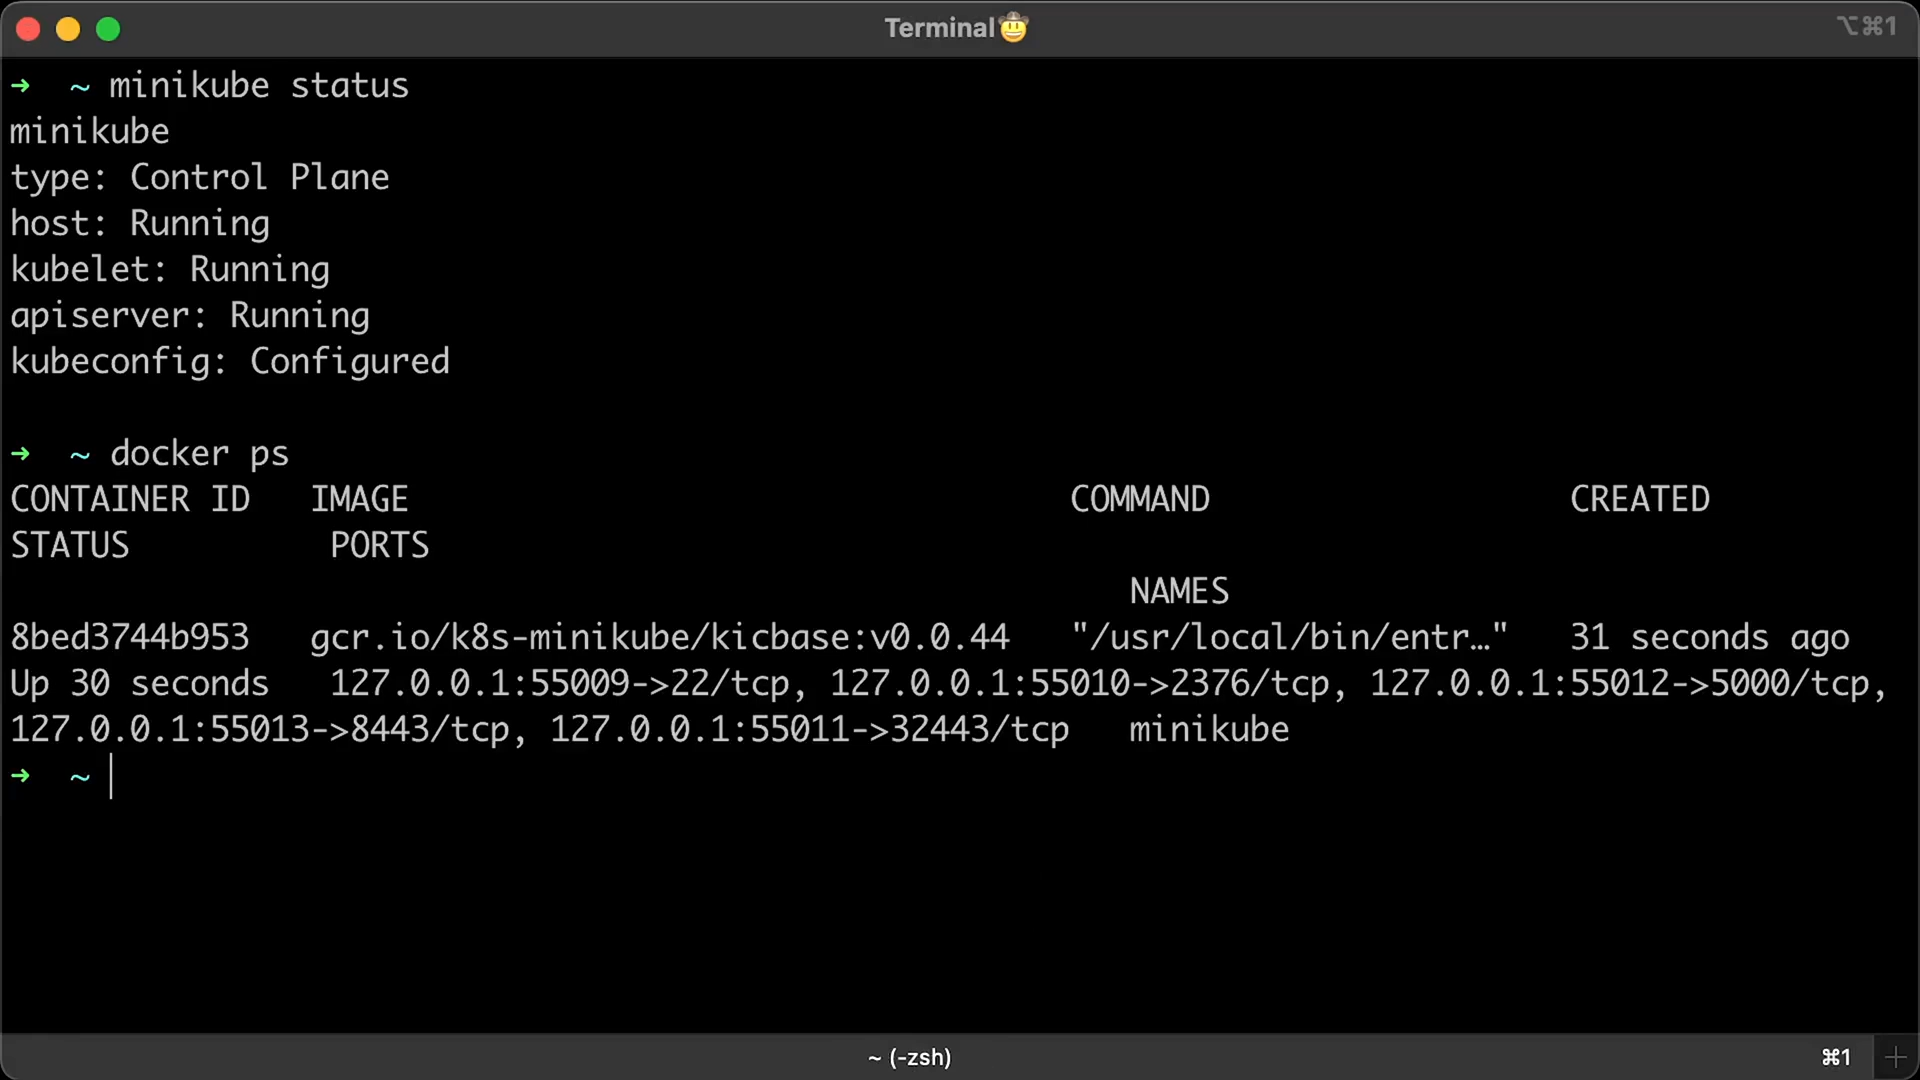 Terminal🤠
⌥⌘1
➜ ~ minikube status
minikube
type: Control Plane
host: Running
kubelet: Running
apiserver: Running
kubeconfig: Configured
➜ ~ docker ps
CONTAINER ID IMAGE COMMAND CREATED
STATUS PORTS
NAMES
8bed3744b953 gcr.io/k8s-minikube/kicbase:v0.0.44 "/usr/local/bin/entr…" 31 seconds ago
Up 30 seconds 127.0.0.1:55009->22/tcp, 127.0.0.1:55010->2376/tcp, 127.0.0.1:55012->5000/tcp,
127.0.0.1:55013->8443/tcp, 127.0.0.1:55011->32443/tcp minikube
➜ ~
~ (-zsh)
⌘1